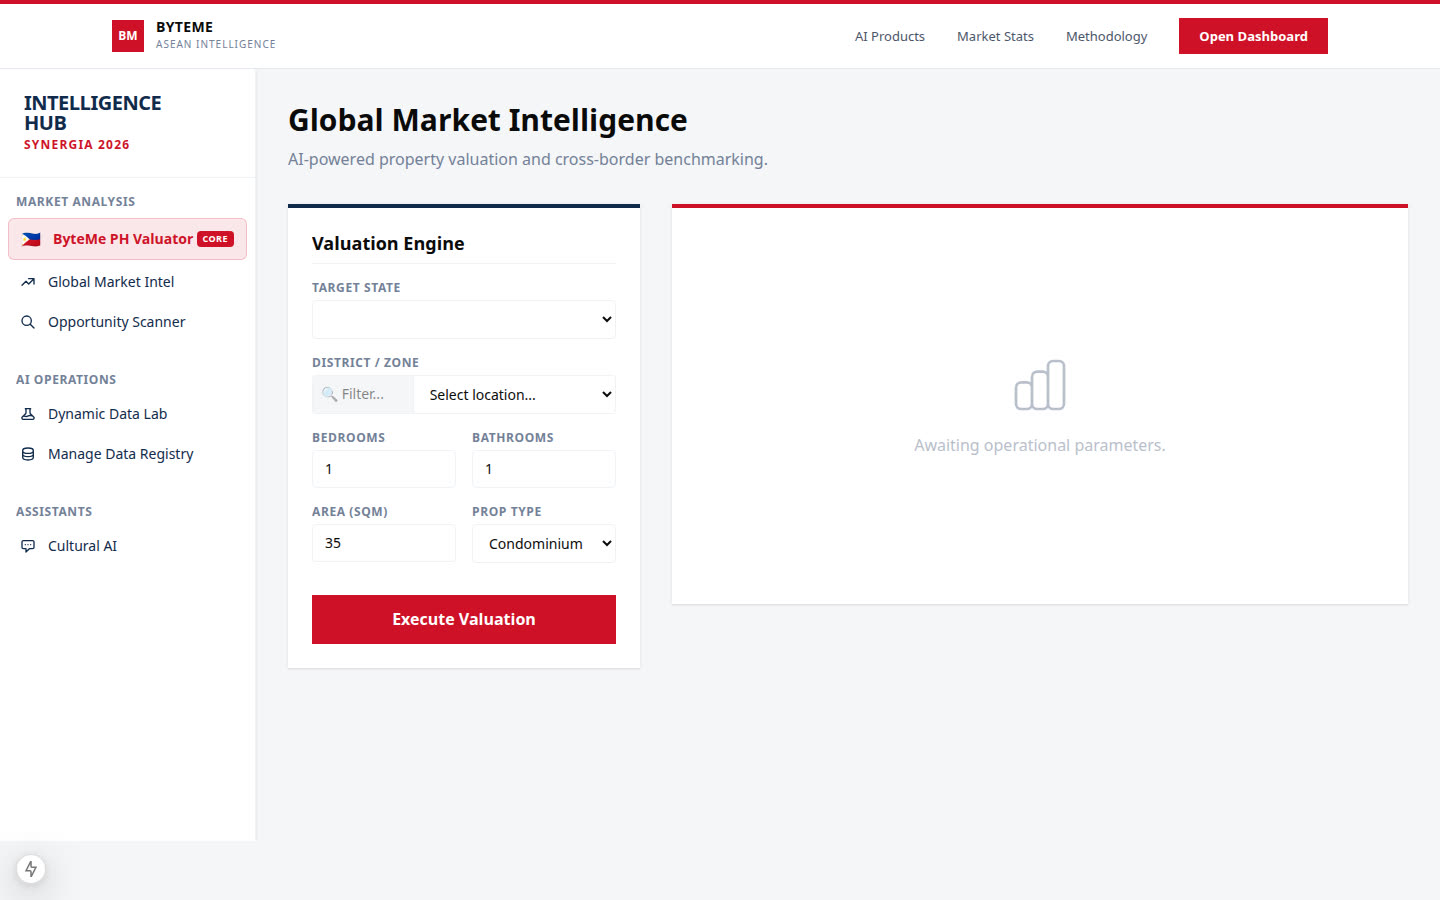 BM
BYTEME
ASEAN INTELLIGENCE
AI Products
Market Stats
Methodology
Open Dashboard
INTELLIGENCE
HUB
SYNERGIA 2026
MARKET ANALYSIS
🇵🇭 ByteMe PH Valuator CORE
Global Market Intel
Opportunity Scanner
AI OPERATIONS
Dynamic Data Lab
Manage Data Registry
ASSISTANTS
Cultural AI
Global Market Intelligence
AI-powered property valuation and cross-border benchmarking.
Valuation Engine
TARGET STATE
DISTRICT / ZONE
🔍 Filter... Select location...
BEDROOMS BATHROOMS
1 1
AREA (SQM) PROP TYPE
35 Condominium
Execute Valuation
Awaiting operational parameters.